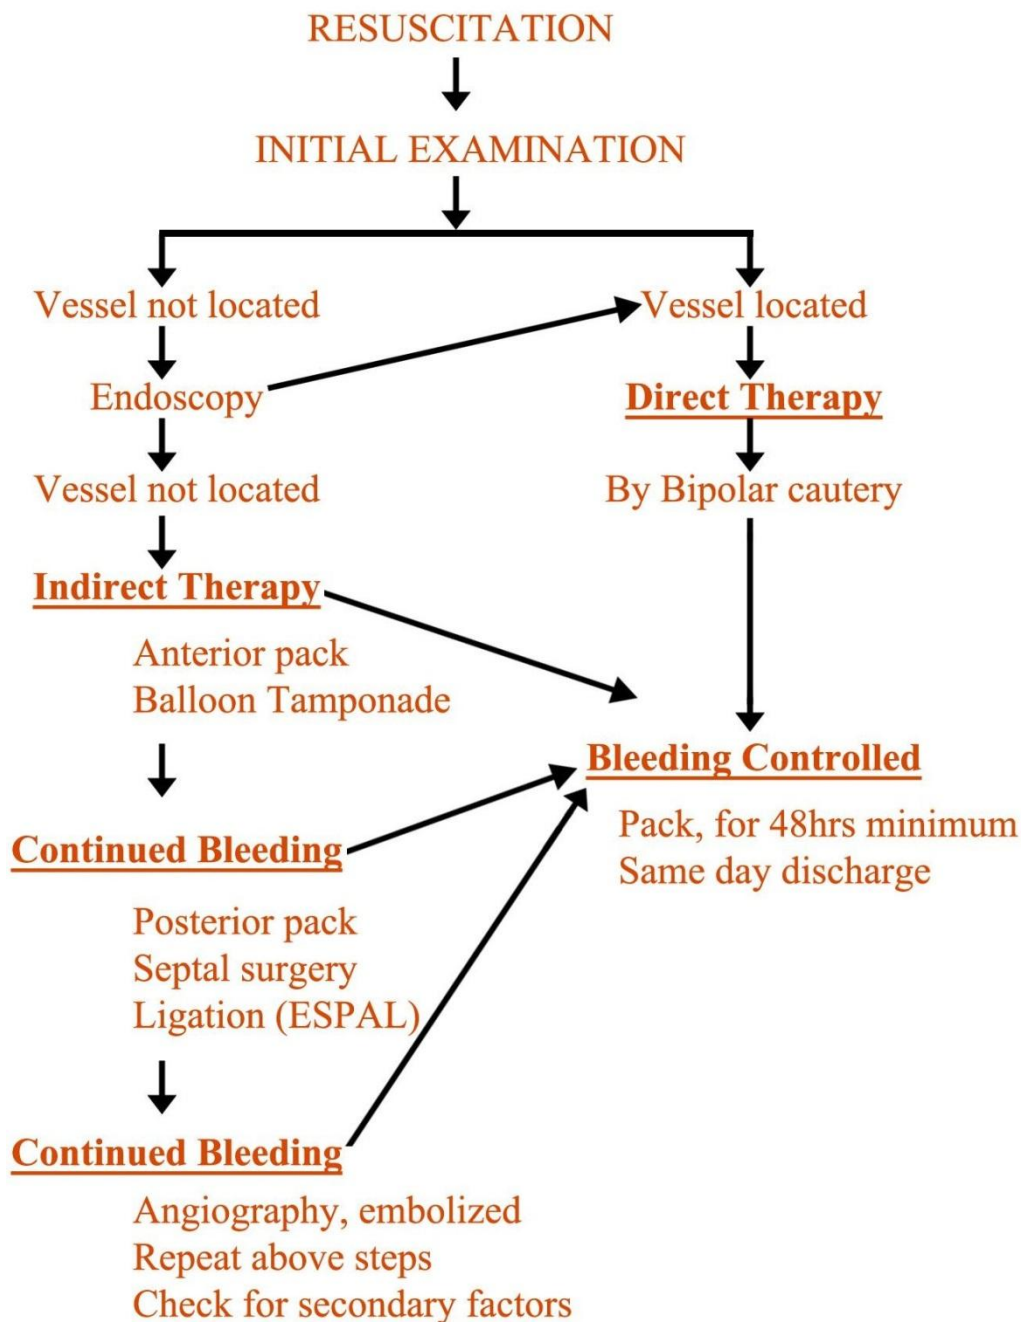 RESUSCITATION
INITIAL EXAMINATION
Vessel not located
Vessel located
Endoscopy
Direct Therapy
Vessel not located
By Bipolar cautery
Indirect Therapy
Anterior pack
Balloon Tamponade
Bleeding Controlled
Pack, for 48hrs minimum
Same day discharge
Continued Bleeding
Posterior pack
Septal surgery
Ligation (ESPAL)
Continued Bleeding
Angiography, embolized
Repeat above steps
Check for secondary factors